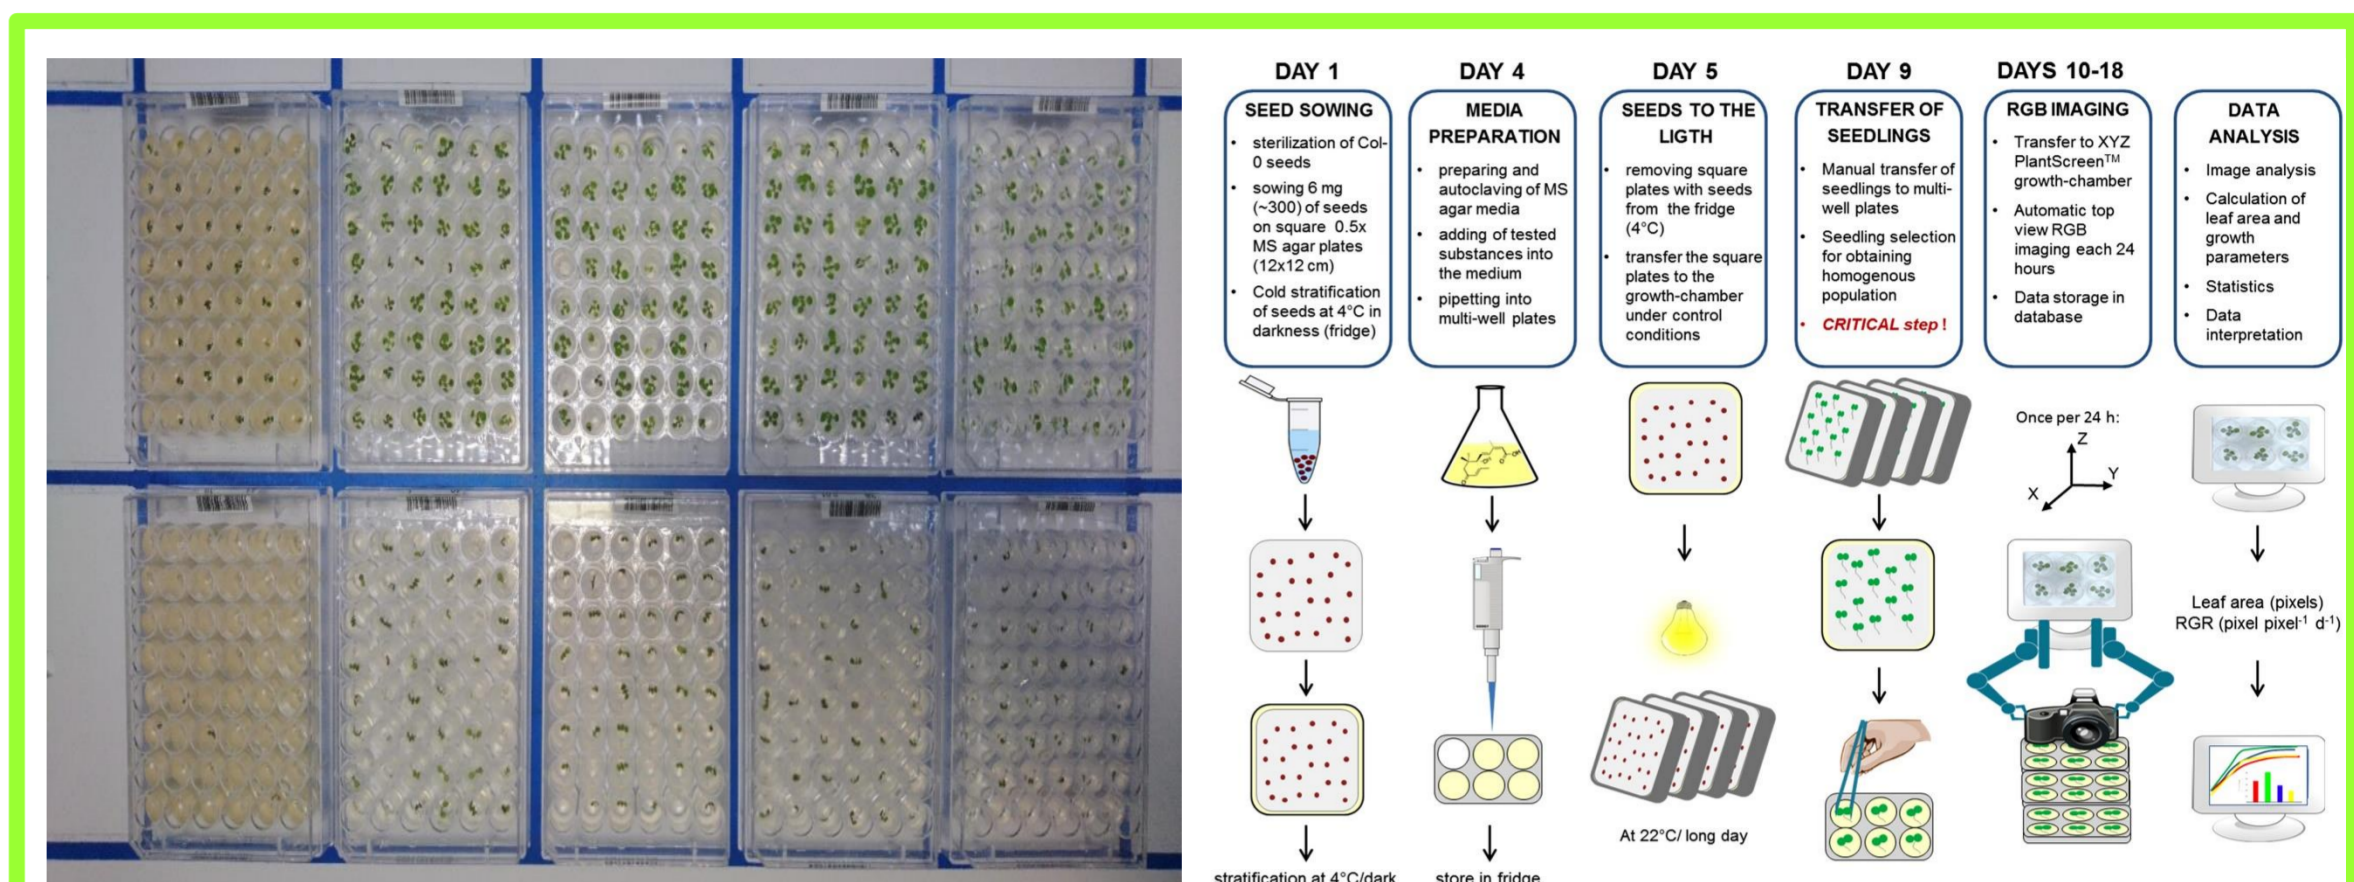 DAY 1
SEED SOWING
• sterilization of Col-
0 seeds
• sowing 6 mg
(~300) of seeds
on square 0.5x
MS agar plates
(12x12 cm)
• Cold stratification
of seeds at 4°C in
darkness (fridge)
stratification at 4°C/dark
DAY 4
MEDIA
PREPARATION
• preparing and
autoclaving of MS
agar media
• adding of tested
substances into
the medium
• pipetting into
multi-well plates
store in fridge
DAY 5
SEEDS TO THE
LIGTH
• removing square
plates with seeds
from the fridge
(4°C)
• transfer the square
plates to the
growth-chamber
under control
conditions
At 22°C/ long day
DAY 9
TRANSFER OF
SEEDLINGS
• Manual transfer of
seedlings to multi-
well plates
• Seedling selection
for obtaining
homogenous
population
• CRITICAL step !
DAYS 10-18
RGB IMAGING
• Transfer to XYZ
PlantScreen™
growth-chamber
• Automatic top
view RGB
imaging each 24
hours
• Data storage in
database
Once per 24 h:
Z
Y
X
DATA
ANALYSIS
• Image analysis
• Calculation of
leaf area and
growth
parameters
• Statistics
• Data
interpretation
Leaf area (pixels)
RGR (pixel pixel⁻¹ d⁻¹)